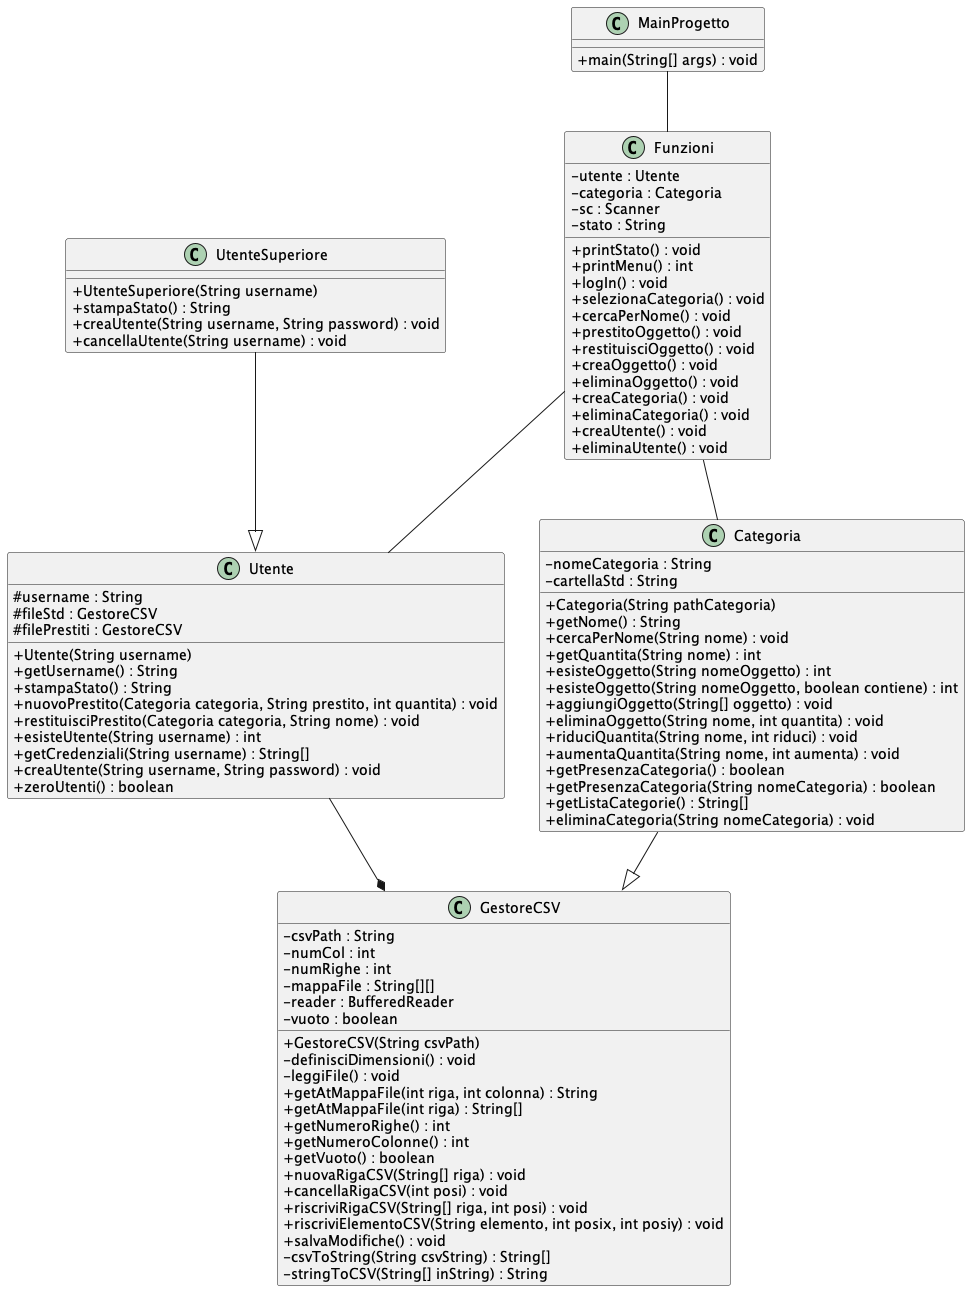 C MainProgetto
+main(String[] args) : void
C Funzioni
-utente : Utente
-categoria : Categoria
-sc : Scanner
-stato : String
+printStato() : void
+printMenu() : int
+logIn() : void
+selezionaCategoria() : void
+cercaPerNome() : void
+prestitoOggetto() : void
+restituisciOggetto() : void
+creaOggetto() : void
+eliminaOggetto() : void
+creaCategoria() : void
+eliminaCategoria() : void
+creaUtente() : void
+eliminaUtente() : void
C UtenteSuperiore
+UtenteSuperiore(String username)
+stampaStato() : String
+creaUtente(String username, String password) : void
+cancellaUtente(String username) : void
C Utente
#username : String
#fileStd : GestoreCSV
#filePrestiti : GestoreCSV
+Utente(String username)
+getUsername() : String
+stampaStato() : String
+nuovoPrestito(Categoria categoria, String prestito, int quantita) : void
+restituisciPrestito(Categoria categoria, String nome) : void
+esisteUtente(String username) : int
+getCredenziali(String username) : String[]
+creaUtente(String username, String password) : void
+zeroUtenti() : boolean
C Categoria
-nomeCategoria : String
-cartellaStd : String
+Categoria(String pathCategoria)
+getNome() : String
+cercaPerNome(String nome) : void
+getQuantita(String nome) : int
+esisteOggetto(String nomeOggetto) : int
+esisteOggetto(String nomeOggetto, boolean contiene) : int
+aggiungiOggetto(String[] oggetto) : void
+eliminaOggetto(String nome, int quantita) : void
+riduciQuantita(String nome, int riduci) : void
+aumentaQuantita(String nome, int aumenta) : void
+getPresenzaCategoria() : boolean
+getPresenzaCategoria(String nomeCategoria) : boolean
+getListaCategorie() : String[]
+eliminaCategoria(String nomeCategoria) : void
C GestoreCSV
-csvPath : String
-numCol : int
-numRighe : int
-mappaFile : String[][]
-reader : BufferedReader
-vuoto : boolean
+GestoreCSV(String csvPath)
-definisciDimensioni() : void
-leggiFile() : void
+getAtMappaFile(int riga, int colonna) : String
+getAtMappaFile(int riga) : String[]
+getNumeroRighe() : int
+getNumeroColonne() : int
+getVuoto() : boolean
+nuovaRigaCSV(String[] riga) : void
+cancellaRigaCSV(int posi) : void
+riscriviRigaCSV(String[] riga, int posi) : void
+riscriviElementoCSV(String elemento, int posix, int posiy) : void
+salvaModifiche() : void
-csvToString(String csvString) : String[]
-stringToCSV(String[] inString) : String